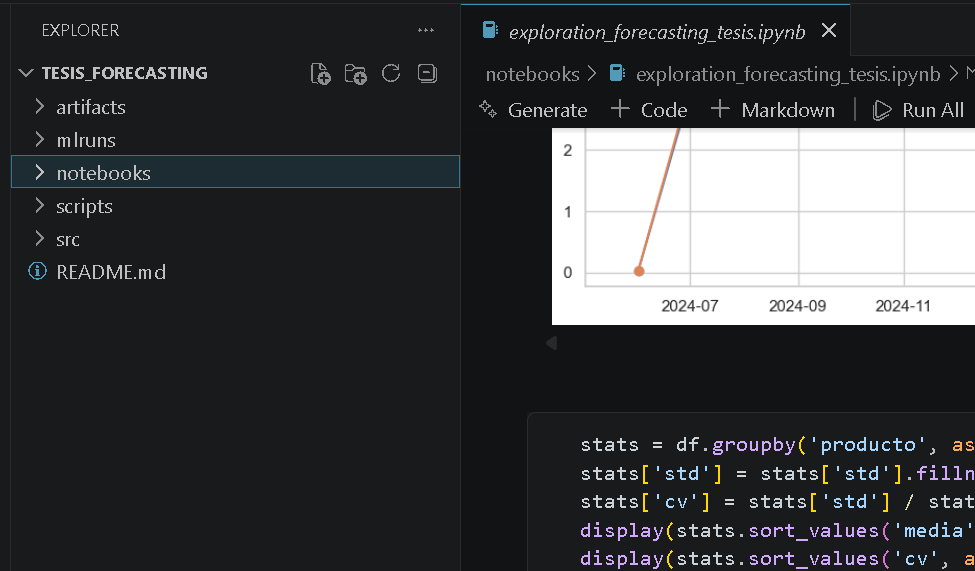 EXPLORER
TESIS_FORECASTING
artifacts
mlruns
notebooks
scripts
src
README.md
exploration_forecasting_tesis.ipynb
notebooks > exploration_forecasting_tesis.ipynb > M
Generate + Code + Markdown | Run All
2
1
0
2024-07 2024-09 2024-11
stats = df.groupby('producto', as
stats['std'] = stats['std'].filln
stats['cv'] = stats['std'] / stat
display(stats.sort_values('media'
display(stats.sort_values('cv', a